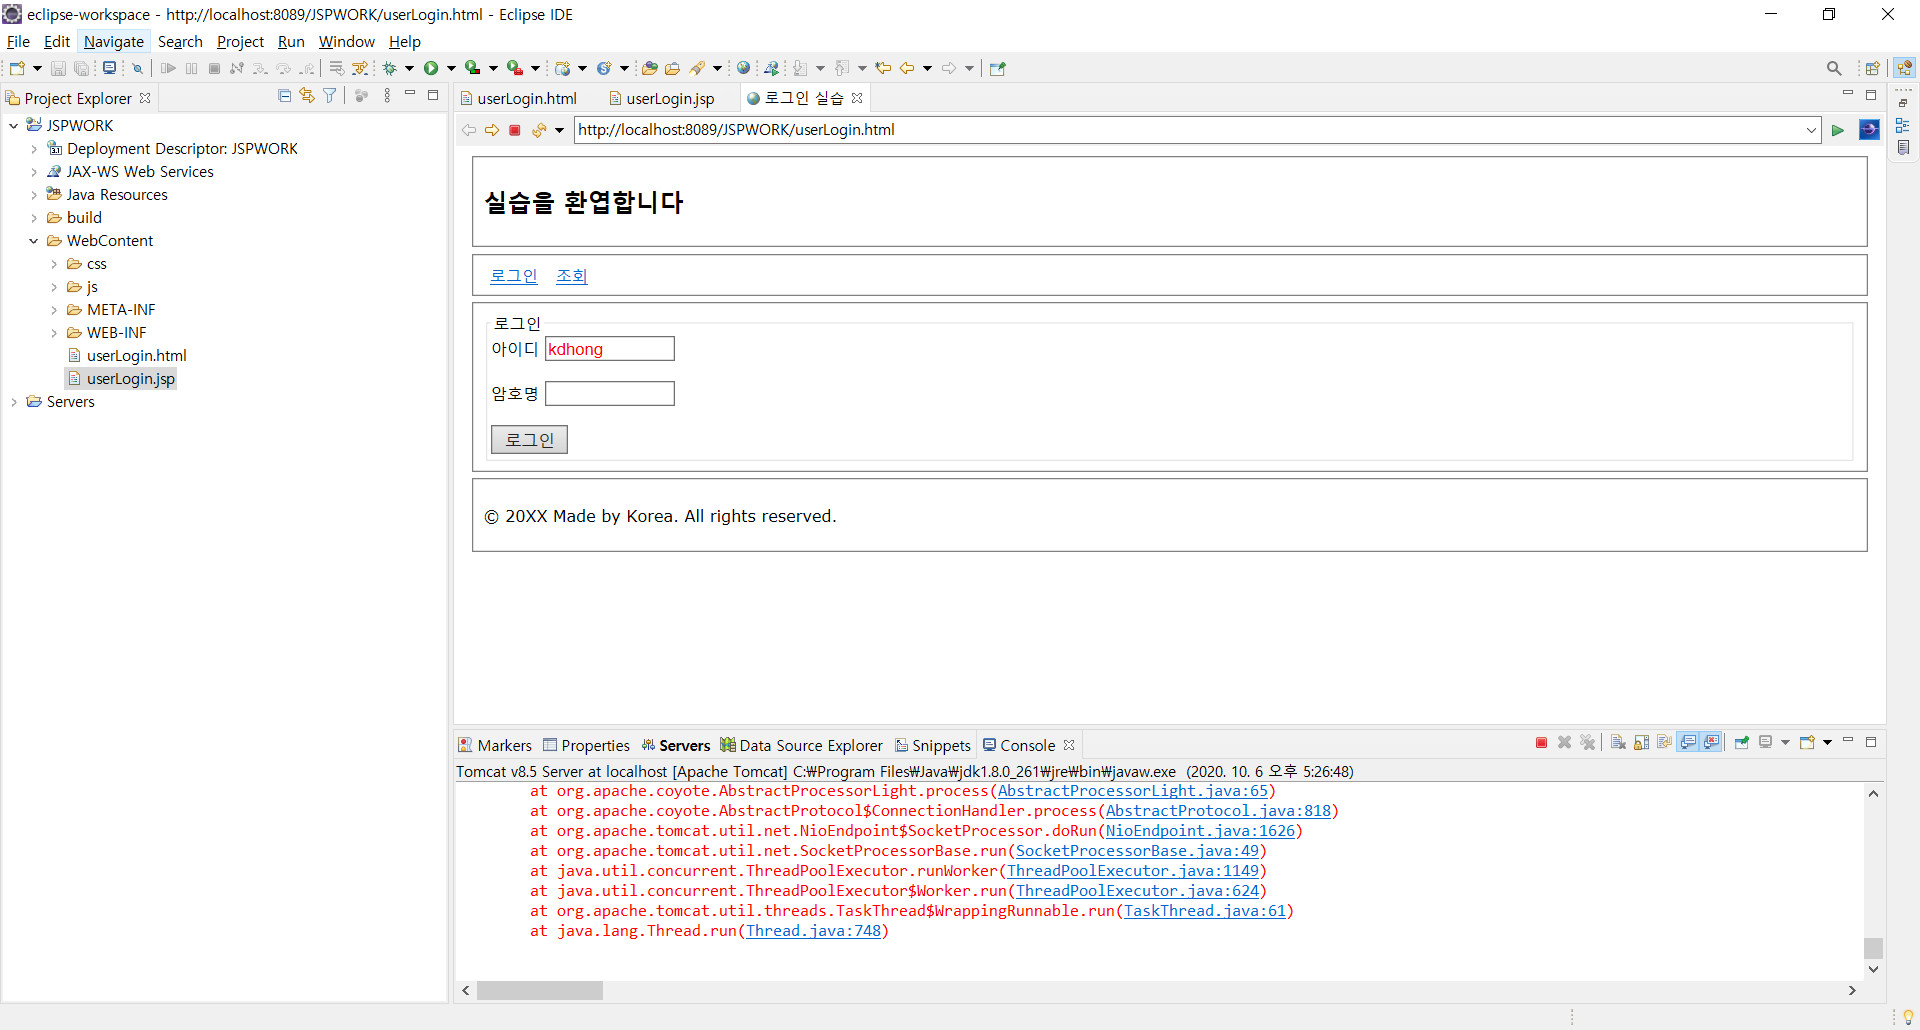 eclipse-workspace - http://localhost:8089/JSPWORK/userLogin.html - Eclipse IDE
File Edit Navigate Search Project Run Window Help
Project Explorer
JSPWORK
Deployment Descriptor: JSPWORK
JAX-WS Web Services
Java Resources
build
WebContent
css
js
META-INF
WEB-INF
userLogin.html
userLogin.jsp
Servers
userLogin.html userLogin.jsp 로그인 실습
http://localhost:8089/JSPWORK/userLogin.html
실습을 환엽합니다
로그인 조회
로그인
아이디 kdhong
암호명
로그인
© 20XX Made by Korea. All rights reserved.
Markers Properties Servers Data Source Explorer Snippets Console
Tomcat v8.5 Server at localhost [Apache Tomcat] C:₩Program Files₩Java₩jdk1.8.0_261₩jre₩bin₩javaw.exe (2020. 10. 6 오후 5:26:48)
at org.apache.coyote.AbstractProcessorLight.process(AbstractProcessorLight.java:65)
at org.apache.coyote.AbstractProtocol$ConnectionHandler.process(AbstractProtocol.java:818)
at org.apache.tomcat.util.net.NioEndpoint$SocketProcessor.doRun(NioEndpoint.java:1626)
at org.apache.tomcat.util.net.SocketProcessorBase.run(SocketProcessorBase.java:49)
at java.util.concurrent.ThreadPoolExecutor.runWorker(ThreadPoolExecutor.java:1149)
at java.util.concurrent.ThreadPoolExecutor$Worker.run(ThreadPoolExecutor.java:624)
at org.apache.tomcat.util.threads.TaskThread$WrappingRunnable.run(TaskThread.java:61)
at java.lang.Thread.run(Thread.java:748)